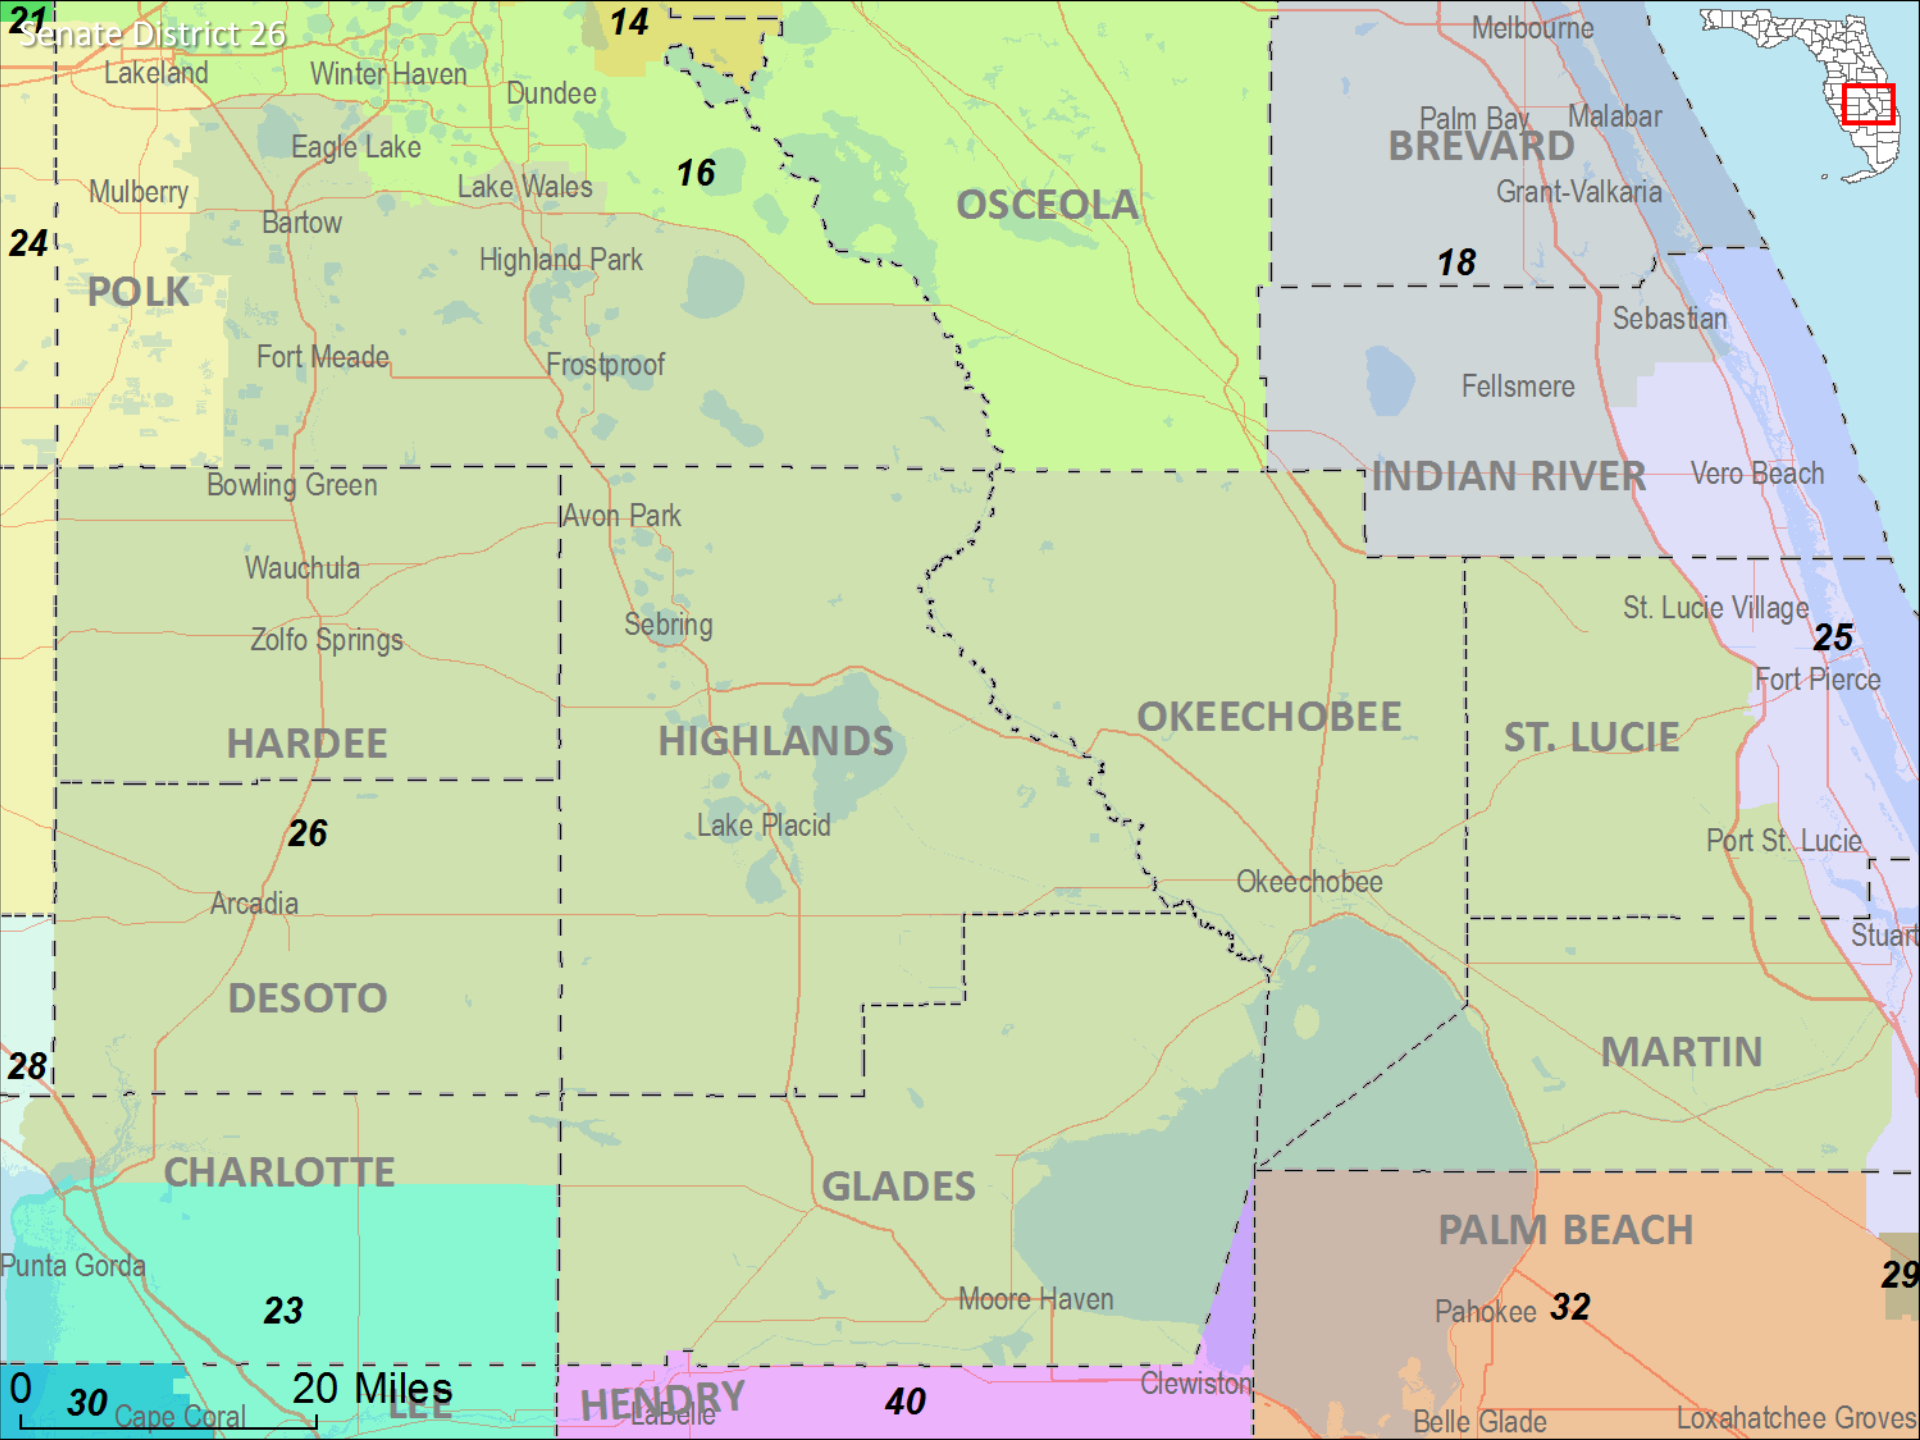 21
Senate District 26
14
Melbourne
Lakeland
Winter Haven
Dundee
Palm Bay
Malabar
BREVARD
Eagle Lake
16
Mulberry
Lake Wales
Grant-Valkaria
OSCEOLA
Bartow
24
Highland Park
18
POLK
Sebastian
Fort Meade
Frostproof
Fellsmere
INDIAN RIVER
Vero Beach
Bowling Green
Avon Park
Wauchula
St. Lucie Village
Sebring
25
Zolfo Springs
Fort Pierce
OKEECHOBEE
ST. LUCIE
HARDEE
HIGHLANDS
26
Lake Placid
Port St. Lucie
Okeechobee
Arcadia
Stuart
DESOTO
MARTIN
28
CHARLOTTE
GLADES
PALM BEACH
Punta Gorda
29
Moore Haven
23
Pahokee
32
Clewiston
0
20 Miles
30
Cape Coral
LEE
HENDRY
LaBelle
40
Belle Glade
Loxahatchee Groves